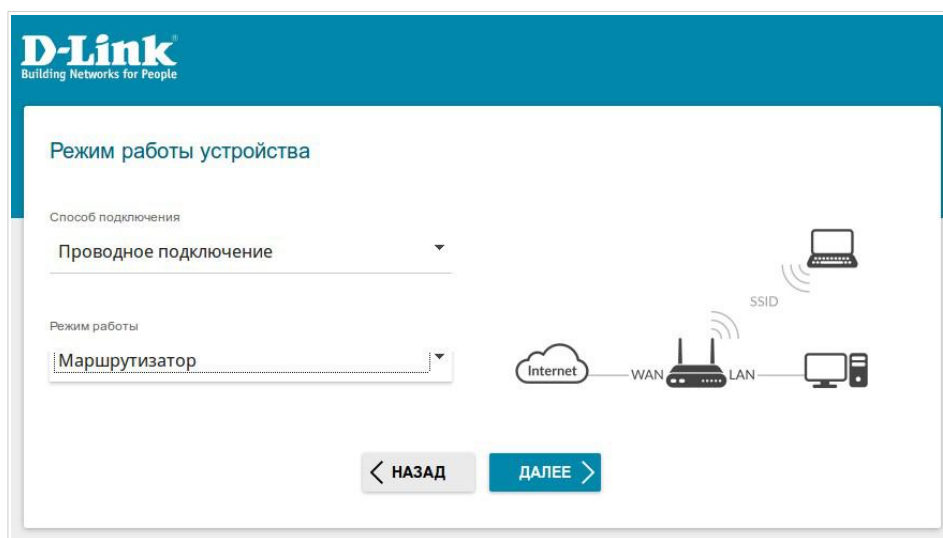 D-Link®
Building Networks for People
Режим работы устройства
Способ подключения
Проводное подключение
Режим работы
Маршрутизатор
SSID
Internet
WAN
LAN
НАЗАД
ДАЛЕЕ